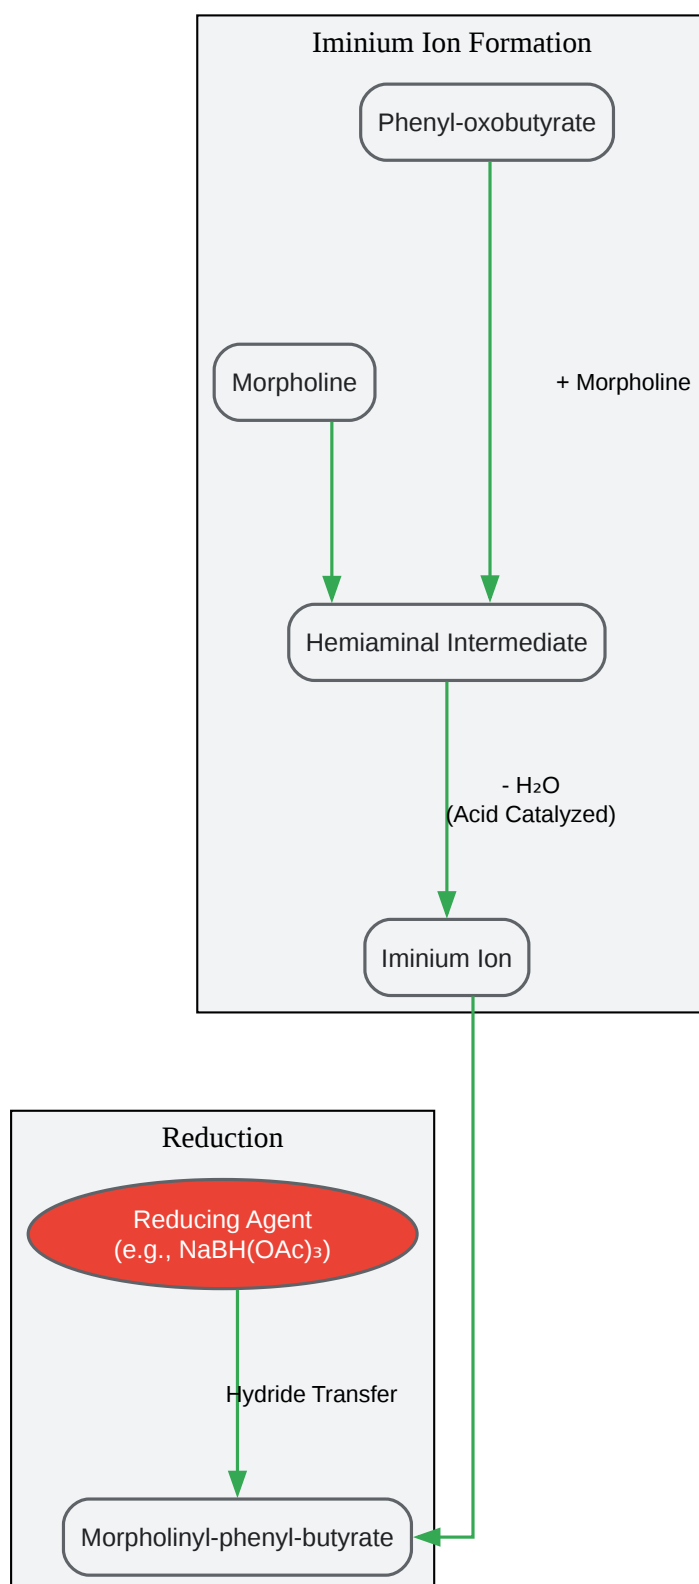 Iminium Ion Formation
Phenyl-oxobutyrate
Morpholine
+ Morpholine
Hemiaminal Intermediate
- H₂O
(Acid Catalyzed)
Iminium Ion
Reduction
Reducing Agent
(e.g., NaBH(OAc)₃)
Hydride Transfer
Morpholinyl-phenyl-butyrate